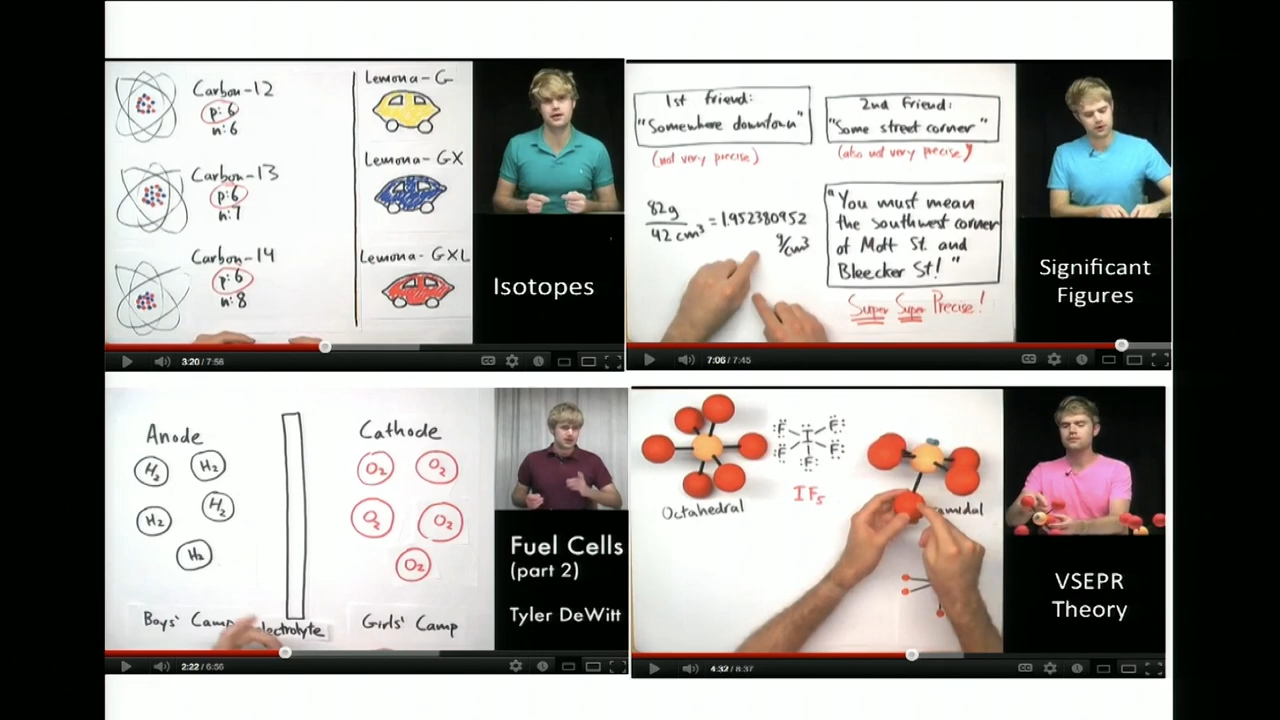 Carbon-12
p: 6
n: 6
Carbon-13
p: 6
n: 7
Carbon-14
p: 6
n: 8
Lemona-G
Lemona-GX
Lemona-GXL
Isotopes
3:20 / 7:56
CC
1st friend:
"Somewhere downtown"
(not very precise)
2nd Friend:
"Some street corner"
(also not very precise)
82g
42 cm³
= 1.952380952
g/cm³
"You must mean
the southwest corner
of Mott St. and
Bleecker St!"
Super Super Precise!
Significant
Figures
7:06 / 7:45
CC
Anode
H₂
H₂
H₂
H₂
H₂
Cathode
O₂
O₂
O₂
O₂
O₂
Boys' Camp
Girls' Camp
Fuel Cells
(part 2)
Tyler DeWitt
2:22 / 6:56
Octahedral
F
F
I
F
F
F
IF₅
VSEPR
Theory
4:32 / 8:37
CC